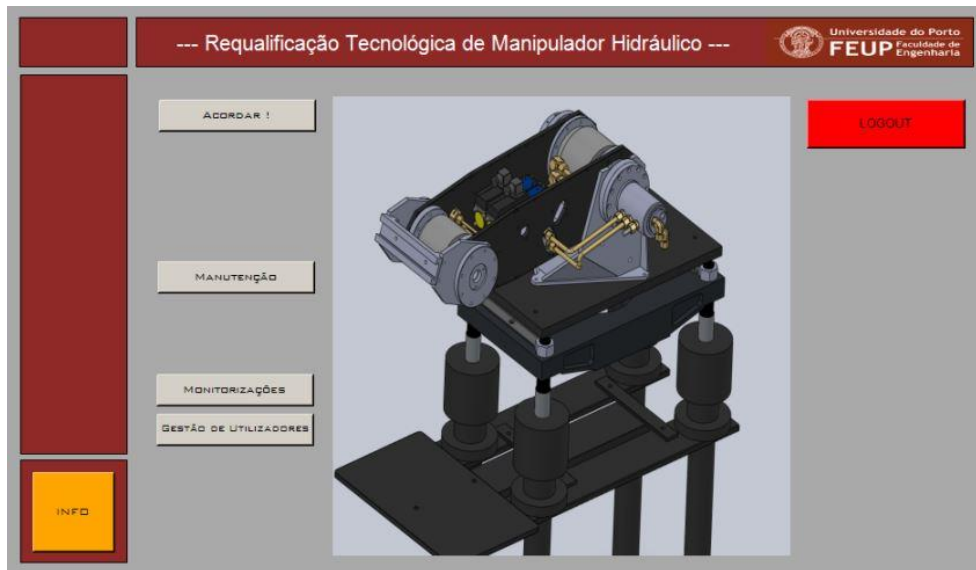 --- Requalificação Tecnológica de Manipulador Hidráulico ---
Universidade do Porto
FEUP Faculdade de
Engenharia
ACORDAR !
LOGOUT
MANUTENÇÃO
MONITORIZAÇÕES
GESTÃO DE UTILIZADORES
INFO